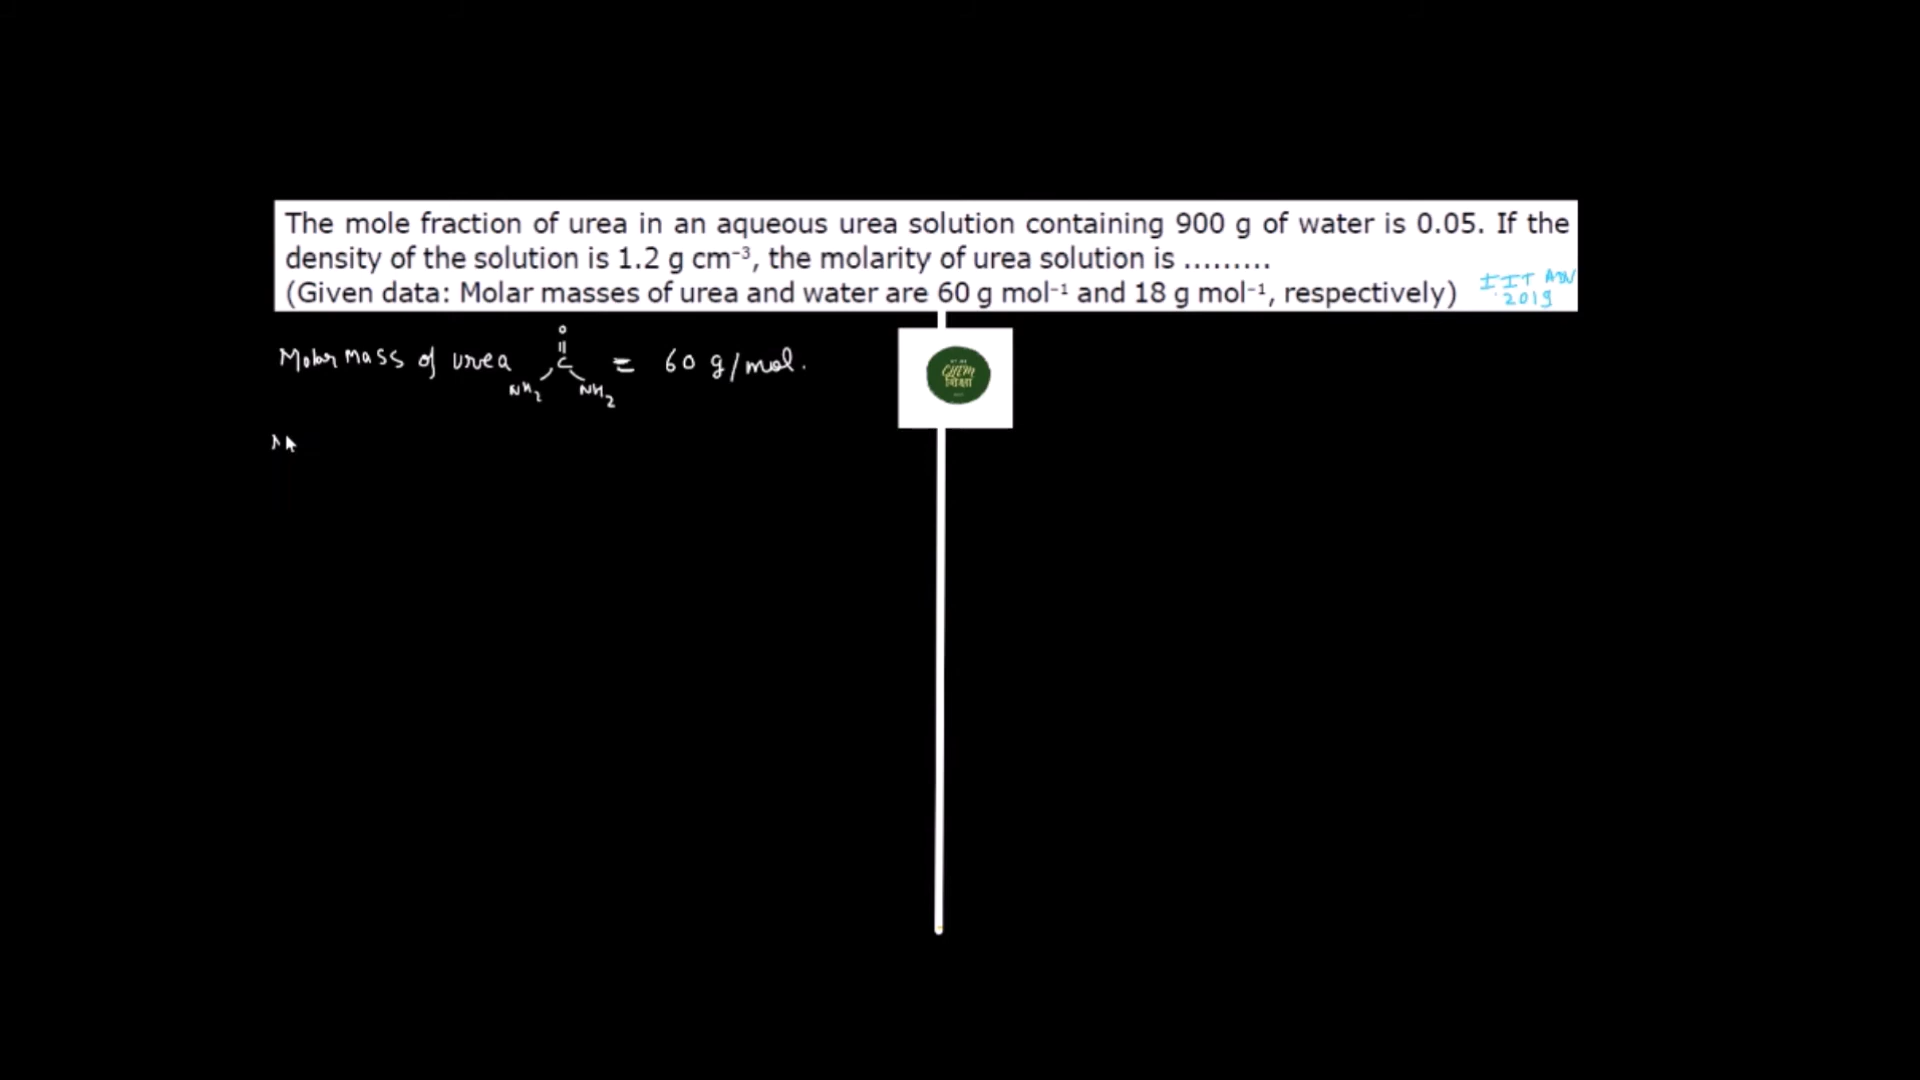 The mole fraction of urea in an aqueous urea solution containing 900 g of water is 0.05. If the
density of the solution is 1.2 g cm⁻³, the molarity of urea solution is .........
(Given data: Molar masses of urea and water are 60 g mol⁻¹ and 18 g mol⁻¹, respectively)
IIT ADV
2019
O
Molar mass of urea C = 60 g/mol.
NH₂ NH₂
CHEM
शिक्षा